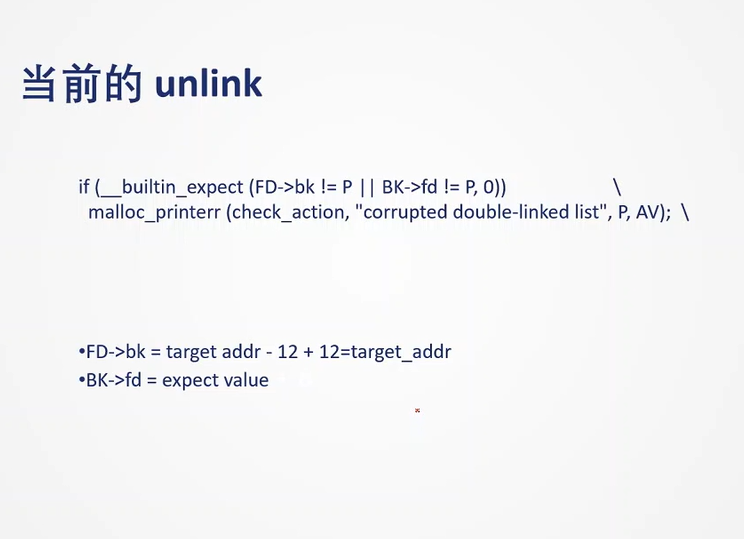 当前的 unlink
if (__builtin_expect (FD->bk != P || BK->fd != P, 0)) \
malloc_printerr (check_action, "corrupted double-linked list", P, AV); \
•FD->bk = target addr - 12 + 12=target_addr
•BK->fd = expect value